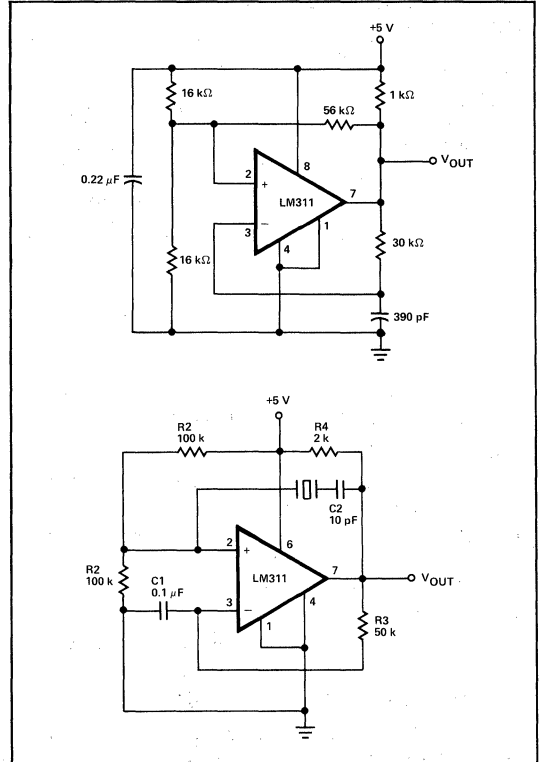 +5 V
16 kΩ
1 kΩ
56 kΩ
8
V OUT
0.22 μF
2
+
7
LM311
3
−
1
4
30 kΩ
16 kΩ
390 pF
+5 V
R2
100 k
R4
2 k
C2
10 pF
2
+
6
R2
100 k
C1
0.1 μF
LM311
7
V OUT
3
−
4
1
R3
50 k